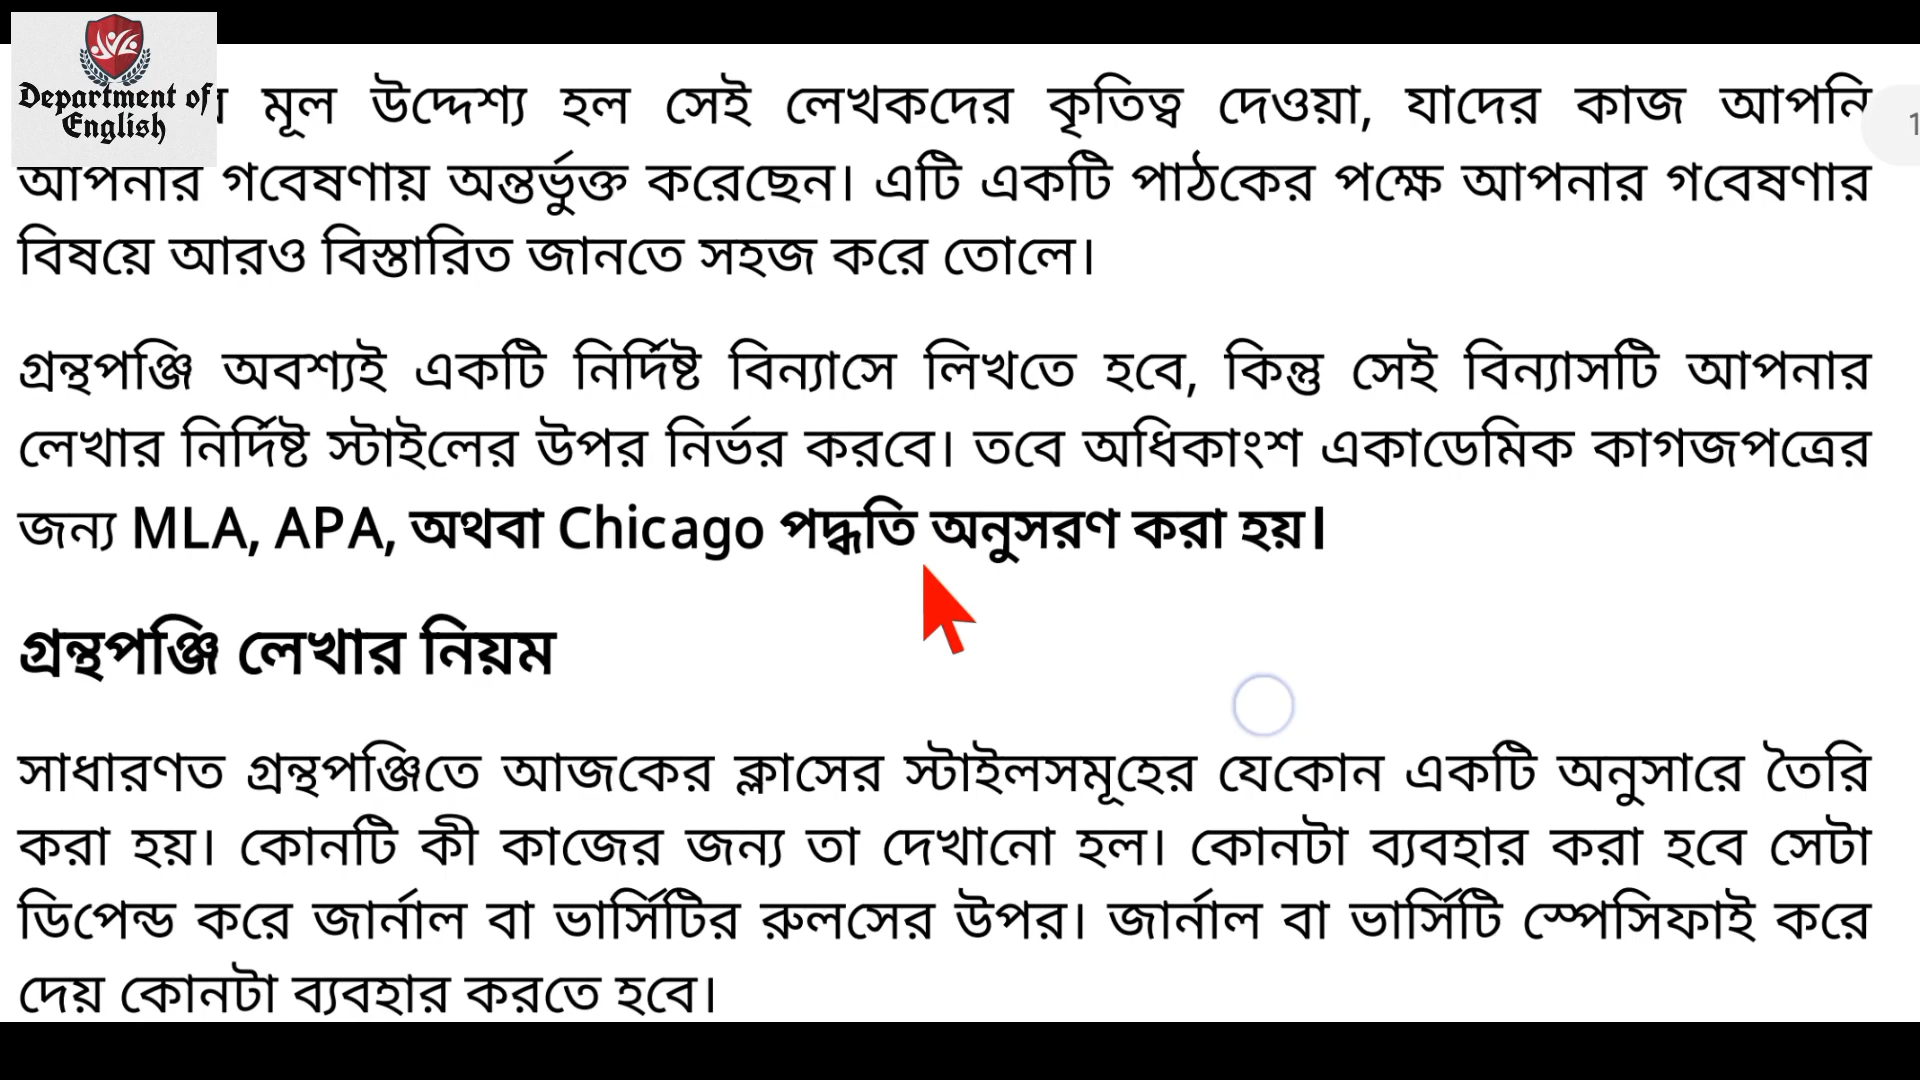 Department of
English
মূল উদ্দেশ্য হল সেই লেখকদের কৃতিত্ব দেওয়া, যাদের কাজ আপনি
আপনার গবেষণায় অন্তর্ভুক্ত করেছেন। এটি একটি পাঠকের পক্ষে আপনার গবেষণার
বিষয়ে আরও বিস্তারিত জানতে সহজ করে তোলে।
গ্রন্থপঞ্জি অবশ্যই একটি নির্দিষ্ট বিন্যাসে লিখতে হবে, কিন্তু সেই বিন্যাসটি আপনার
লেখার নির্দিষ্ট স্টাইলের উপর নির্ভর করবে। তবে অধিকাংশ একাডেমিক কাগজপত্রের
জন্য MLA, APA, অথবা Chicago পদ্ধতি অনুসরণ করা হয়।
গ্রন্থপঞ্জি লেখার নিয়ম
সাধারণত গ্রন্থপঞ্জিতে আজকের ক্লাসের স্টাইলসমূহের যেকোন একটি অনুসারে তৈরি
করা হয়। কোনটি কী কাজের জন্য তা দেখানো হল। কোনটা ব্যবহার করা হবে সেটা
ডিপেন্ড করে জার্নাল বা ভার্সিটির রুলসের উপর। জার্নাল বা ভার্সিটি স্পেসিফাই করে
দেয় কোনটা ব্যবহার করতে হবে।